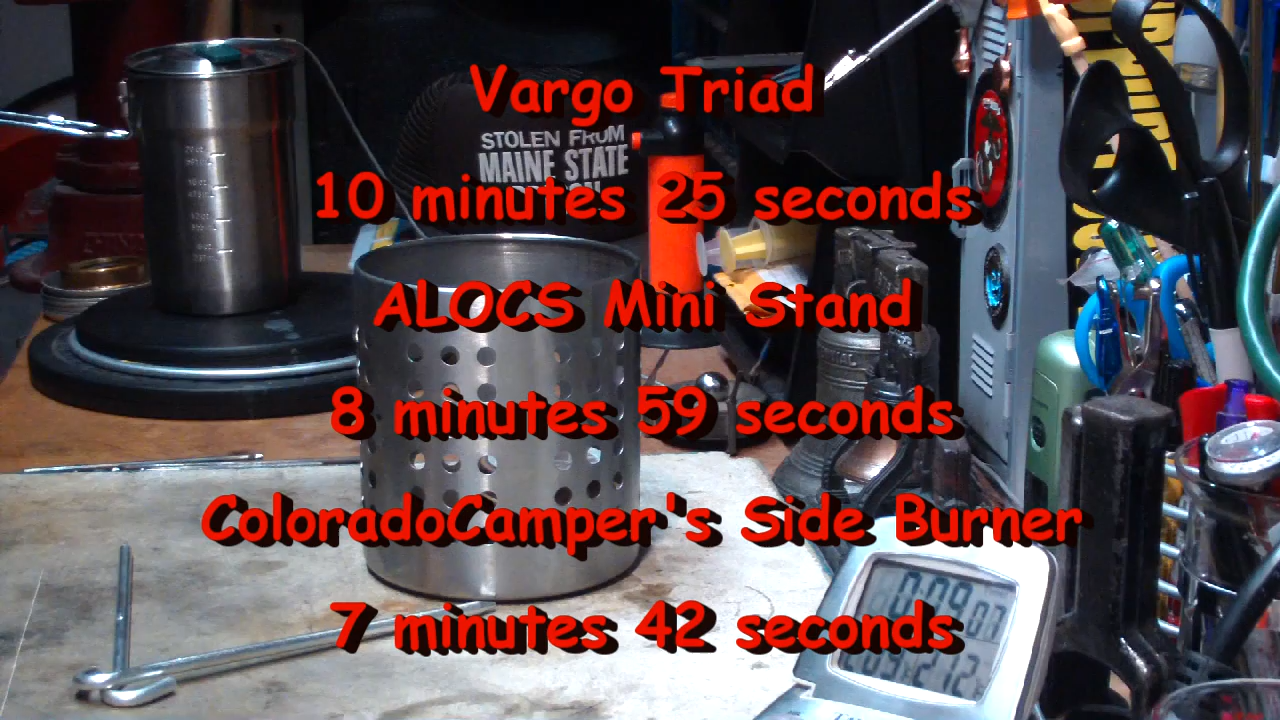 Vargo Triad
STOLEN FROM
MAINE STATE
10 minutes 25 seconds
ALOCS Mini Stand
8 minutes 59 seconds
ColoradoCamper's Side Burner
7 minutes 42 seconds